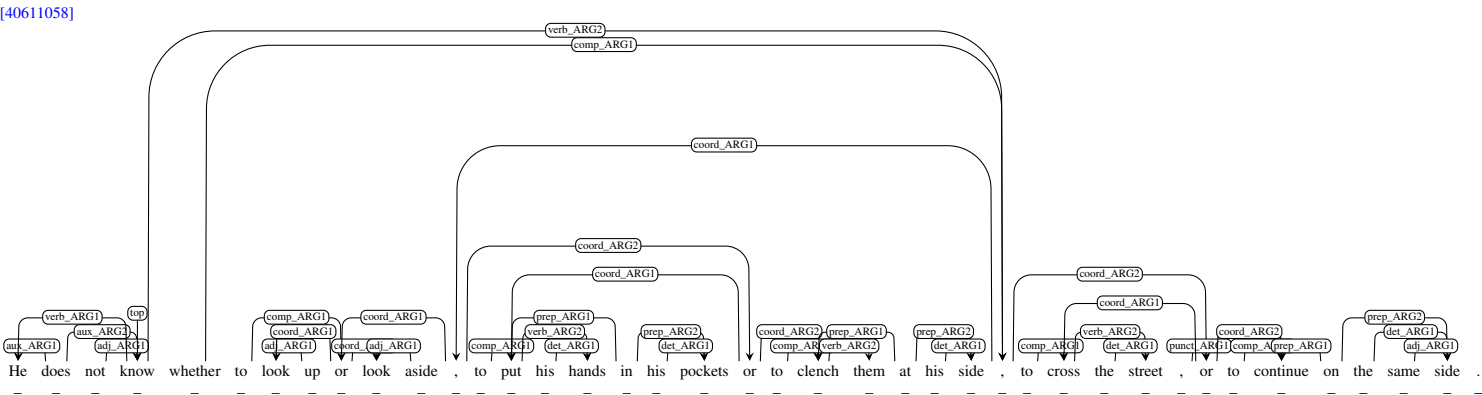 [40611058]
verb_ARG2
comp_ARG1
coord_ARG1
coord_ARG2
coord_ARG1
coord_ARG2
coord_ARG1
verb_ARG1 top comp_ARG1 coord_ARG1 prep_ARG1 prep_ARG2
aux_ARG2 coord_ARG1 verb_ARG2 prep_ARG2 coord_ARG2 prep_ARG1 prep_ARG2 verb_ARG2 coord_ARG2 det_ARG1
aux_ARG1 adj_ARG1 adj_ARG1 adj_ARG1 comp_ARG1 det_ARG1 det_ARG1 verb_ARG2 det_ARG1 comp_ARG1 det_ARG1 punct_ARG1 prep_ARG1 adj_ARG1
He does not know whether to look up or look aside , to put his hands in his pockets or to clench them at his side , to cross the street , or to continue on the same side .
_ _ _ _ _ _ _ _ _ _ _ _ _ _ _ _ _ _ _ _ _ _ _ _ _ _ _ _ _ _ _ _ _ _ _ _ _ _ _